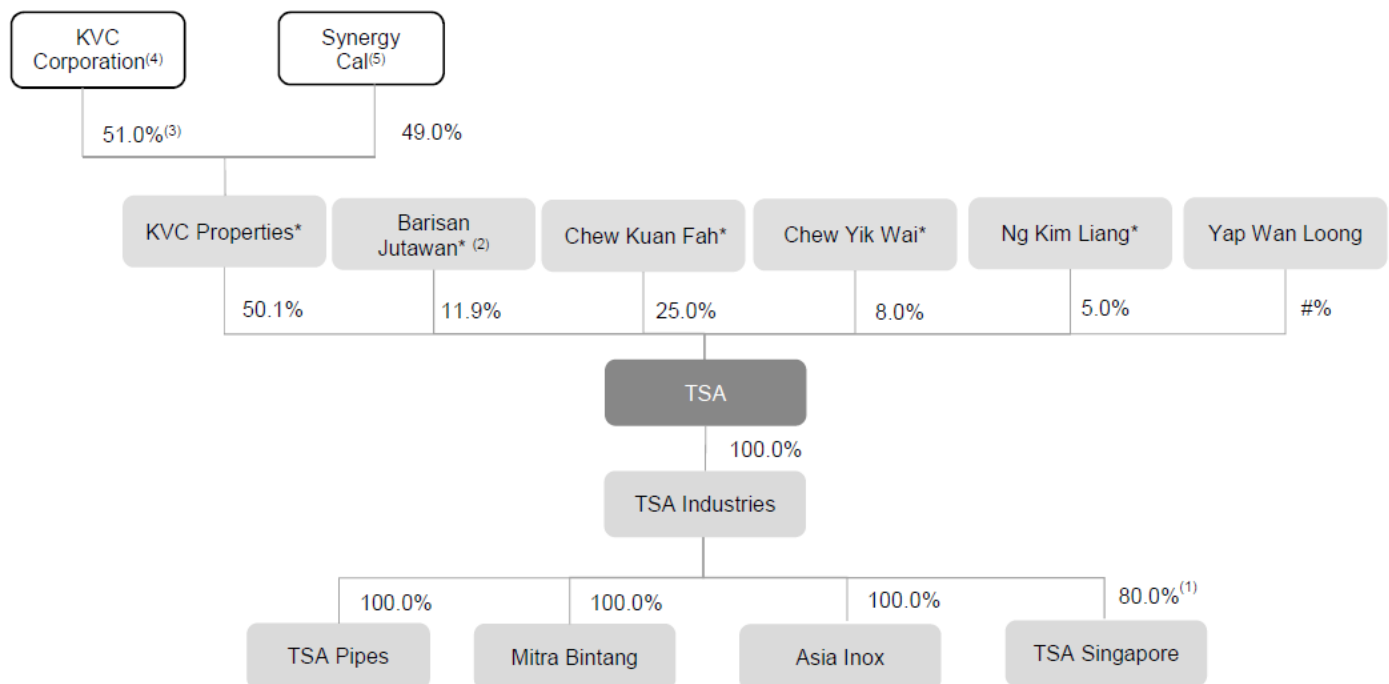 KVC
Corporation(4)
Synergy
Cal(5)
51.0%(3)
49.0%
KVC Properties*
Barisan
Jutawan* (2)
Chew Kuan Fah*
Chew Yik Wai*
Ng Kim Liang*
Yap Wan Loong
50.1%
11.9%
25.0%
8.0%
5.0%
#%
TSA
100.0%
TSA Industries
100.0%
100.0%
100.0%
80.0%(1)
TSA Pipes
Mitra Bintang
Asia Inox
TSA Singapore